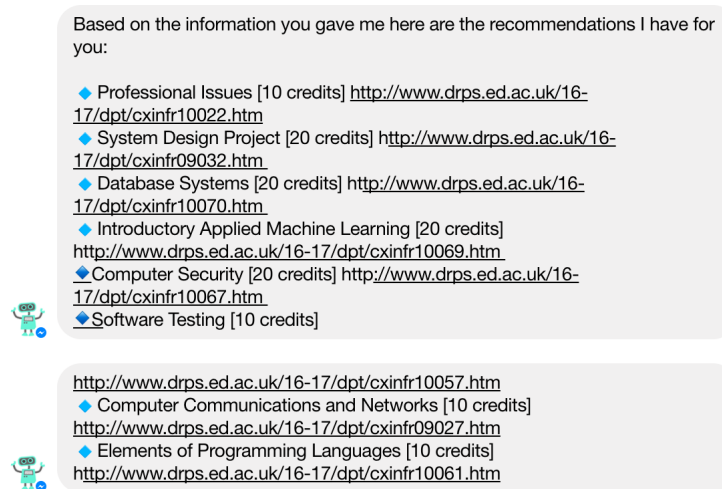 Based on the information you gave me here are the recommendations I have for
you:
🔹 Professional Issues [10 credits] http://www.drps.ed.ac.uk/16-
17/dpt/cxinfr10022.htm
🔹 System Design Project [20 credits] http://www.drps.ed.ac.uk/16-
17/dpt/cxinfr09032.htm
🔹 Database Systems [20 credits] http://www.drps.ed.ac.uk/16-
17/dpt/cxinfr10070.htm
🔹 Introductory Applied Machine Learning [20 credits]
http://www.drps.ed.ac.uk/16-17/dpt/cxinfr10069.htm
🔷Computer Security [20 credits] http://www.drps.ed.ac.uk/16-
17/dpt/cxinfr10067.htm
🔷Software Testing [10 credits]
http://www.drps.ed.ac.uk/16-17/dpt/cxinfr10057.htm
🔹 Computer Communications and Networks [10 credits]
http://www.drps.ed.ac.uk/16-17/dpt/cxinfr09027.htm
🔹 Elements of Programming Languages [10 credits]
http://www.drps.ed.ac.uk/16-17/dpt/cxinfr10061.htm